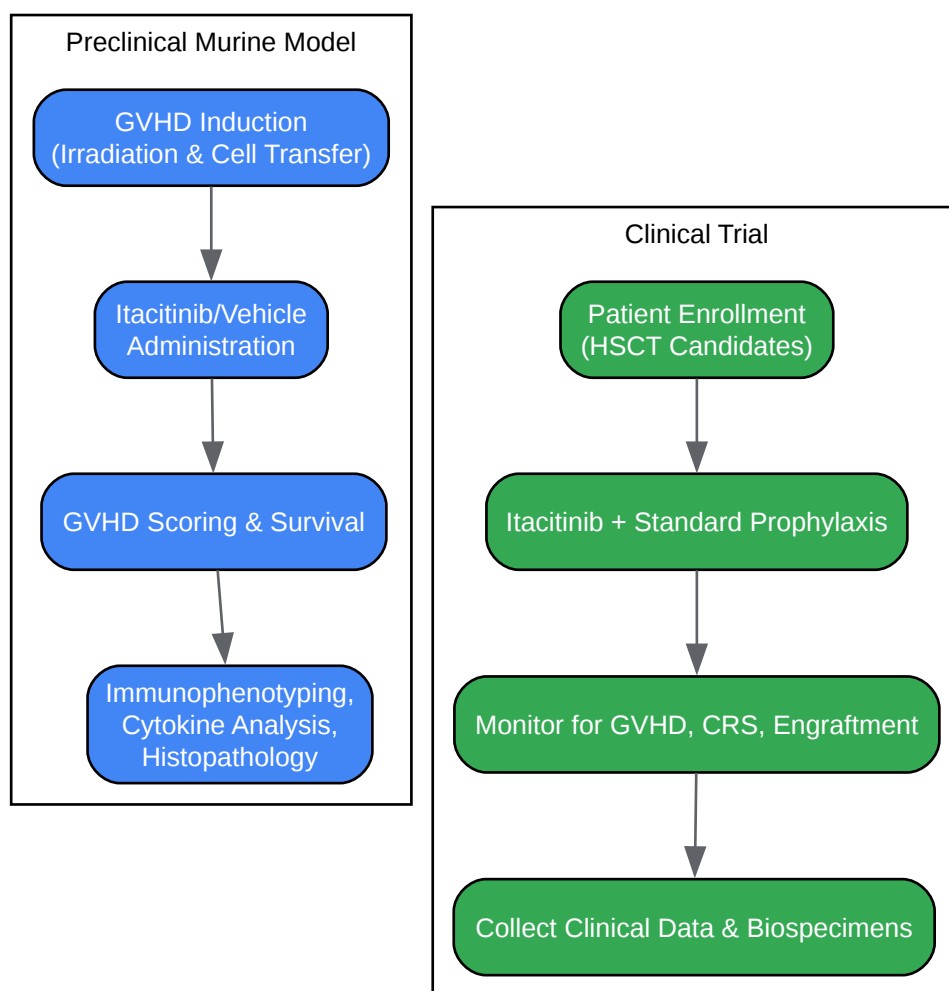 Preclinical Murine Model
GVHD Induction
(Irradiation & Cell Transfer)
Itacitinib/Vehicle
Administration
GVHD Scoring & Survival
Immunophenotyping,
Cytokine Analysis,
Histopathology
Clinical Trial
Patient Enrollment
(HSCT Candidates)
Itacitinib + Standard Prophylaxis
Monitor for GVHD, CRS, Engraftment
Collect Clinical Data & Biospecimens